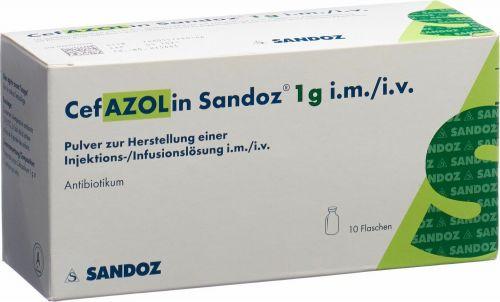 CefAZOLin Sandoz® 1g i.m./i.v.
Pulver zur Herstellung einer
Injektions-/Infusionslösung i.m./i.v.
Antibiotikum
10 Flaschen
SANDOZ
SANDOZ